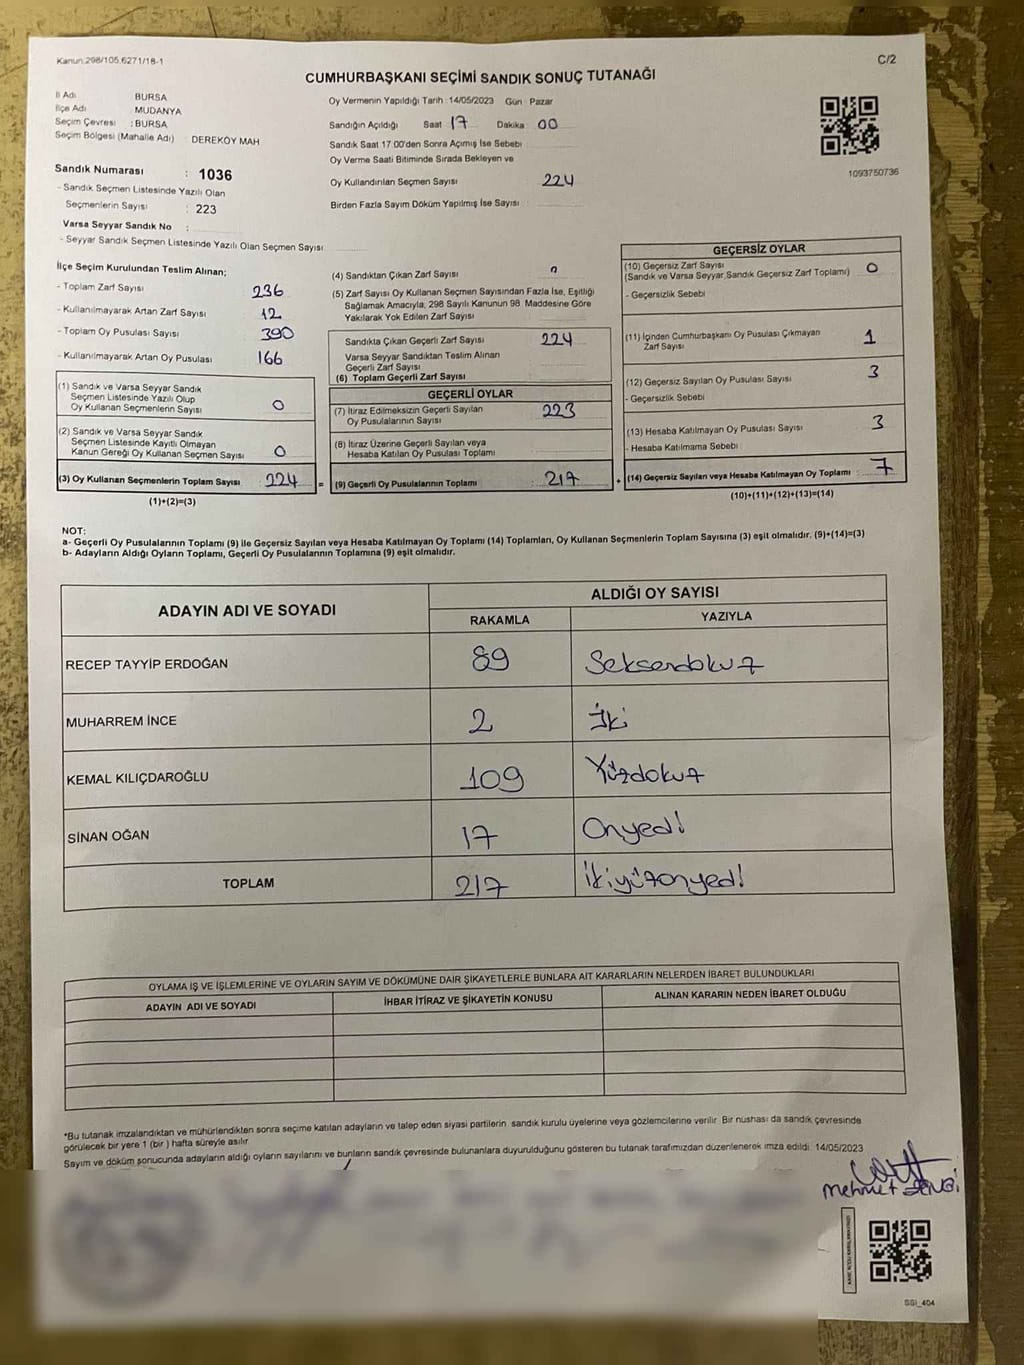 Kanun:298/105,6271/18-1
C/2
CUMHURBAŞKANI SEÇİMİ SANDIK SONUÇ TUTANAĞI
İl Adı BURSA
İlçe Adı MUDANYA
Seçim Çevresi : BURSA
Seçim Bölgesi (Mahalle Adı) : DEREKÖY MAH
Sandık Numarası : 1036
- Sandık Seçmen Listesinde Yazılı Olan
Seçmenlerin Sayısı : 223
Varsa Seyyar Sandık No :
- Seyyar Sandık Seçmen Listesinde Yazılı Olan Seçmen Sayısı
Oy Vermenin Yapıldığı Tarih : 14/05/2023 Gün : Pazar
Sandığın Açıldığı Saat 17 Dakika 00
Sandık Saat 17:00'den Sonra Açımış İse Sebebi
Oy Verme Saati Bitiminde Sırada Bekleyen ve
Oy Kullandırılan Seçmen Sayısı 224
Birden Fazla Sayım Döküm Yapılmış İse Sayısı
1093750736
İlçe Seçim Kurulundan Teslim Alınan;
- Toplam Zarf Sayısı 236
- Kullanılmayarak Artan Zarf Sayısı 12
- Toplam Oy Pusulası Sayısı 390
- Kullanılmayarak Artan Oy Pusulası 166
(1) Sandık ve Varsa Seyyar Sandık
Seçmen Listesinde Yazılı Olup
Oy Kullanan Seçmenlerin Sayısı 0
(2) Sandık ve Varsa Seyyar Sandık
Seçmen Listesinde Kayıtlı Olmayan
Kanun Gereği Oy Kullanan Seçmen Sayısı 0
(3) Oy Kullanan Seçmenlerin Toplam Sayısı 224 =
(1)+(2)=(3)
(4) Sandıktan Çıkan Zarf Sayısı
(5) Zarf Sayısı Oy Kullanan Seçmen Sayısından Fazla İse, Eşitliği
Sağlamak Amacıyla, 298 Sayılı Kanunun 98. Maddesine Göre
Yakılarak Yok Edilen Zarf Sayısı
Sandıkta Çıkan Geçerli Zarf Sayısı 224
Varsa Seyyar Sandıktan Teslim Alınan
Geçerli Zarf Sayısı
(6) Toplam Geçerli Zarf Sayısı
GEÇERLİ OYLAR
(7) İtiraz Edilmeksizin Geçerli Sayılan
Oy Pusulalarının Sayısı 223
(8) İtiraz Üzerine Geçerli Sayılan veya
Hesaba Katılan Oy Pusulası Toplamı
(9) Geçerli Oy Pusulalarının Toplamı : 217 +
GEÇERSİZ OYLAR
(10) Geçersiz Zarf Sayısı
(Sandık ve Varsa Seyyar Sandık Geçersiz Zarf Toplamı) 0
- Geçersizlik Sebebi
(11) İçinden Cumhurbaşkanı Oy Pusulası Çıkmayan
Zarf Sayısı 1
(12) Geçersiz Sayılan Oy Pusulası Sayısı 3
- Geçersizlik Sebebi
(13) Hesaba Katılmayan Oy Pusulası Sayısı 3
- Hesaba Katılmama Sebebi
(14) Geçersiz Sayılan veya Hesaba Katılmayan Oy Toplamı 7
(10)+(11)+(12)+(13)=(14)
NOT:
a- Geçerli Oy Pusulalarının Toplamı (9) ile Geçersiz Sayılan veya Hesaba Katılmayan Oy Toplamı (14) Toplamları, Oy Kullanan Seçmenlerin Toplam Sayısına (3) eşit olmalıdır. (9)+(14)=(3)
b- Adayların Aldığı Oyların Toplamı, Geçerli Oy Pusulalarının Toplamına (9) eşit olmalıdır.
ADAYIN ADI VE SOYADI ALDIĞI OY SAYISI
RAKAMLA YAZIYLA
RECEP TAYYİP ERDOĞAN 89 Seksendokuz
MUHARREM İNCE 2 İki
KEMAL KILIÇDAROĞLU 109 Yüzdokuz
SİNAN OĞAN 17 Onyedi
TOPLAM 217 İkiyüzonyedi
OYLAMA İŞ VE İŞLEMLERİNE VE OYLARIN SAYIM VE DÖKÜMÜNE DAİR ŞİKAYETLERLE BUNLARA AİT KARARLARIN NELERDEN İBARET BULUNDUKLARI
ADAYIN ADI VE SOYADI İHBAR İTİRAZ VE ŞİKAYETİN KONUSU ALINAN KARARIN NEDEN İBARET OLDUĞU
*Bu tutanak imzalandıktan ve mühürlendikten sonra seçime katılan adayların ve talep eden siyasi partilerin sandık kurulu üyelerine veya gözlemcilerine verilir. Bir nüshası da sandık çevresinde
görülecek bir yere 1 (bir ) hafta süreyle asılır.
Sayım ve döküm sonucunda adayların aldığı oyların sayılarını ve bunların sandık çevresinde bulunanlara duyurulduğunu gösteren bu tutanak tarafımızdan düzenlenerek imza edildi. 14/05/2023
Mehmet
SSI_404